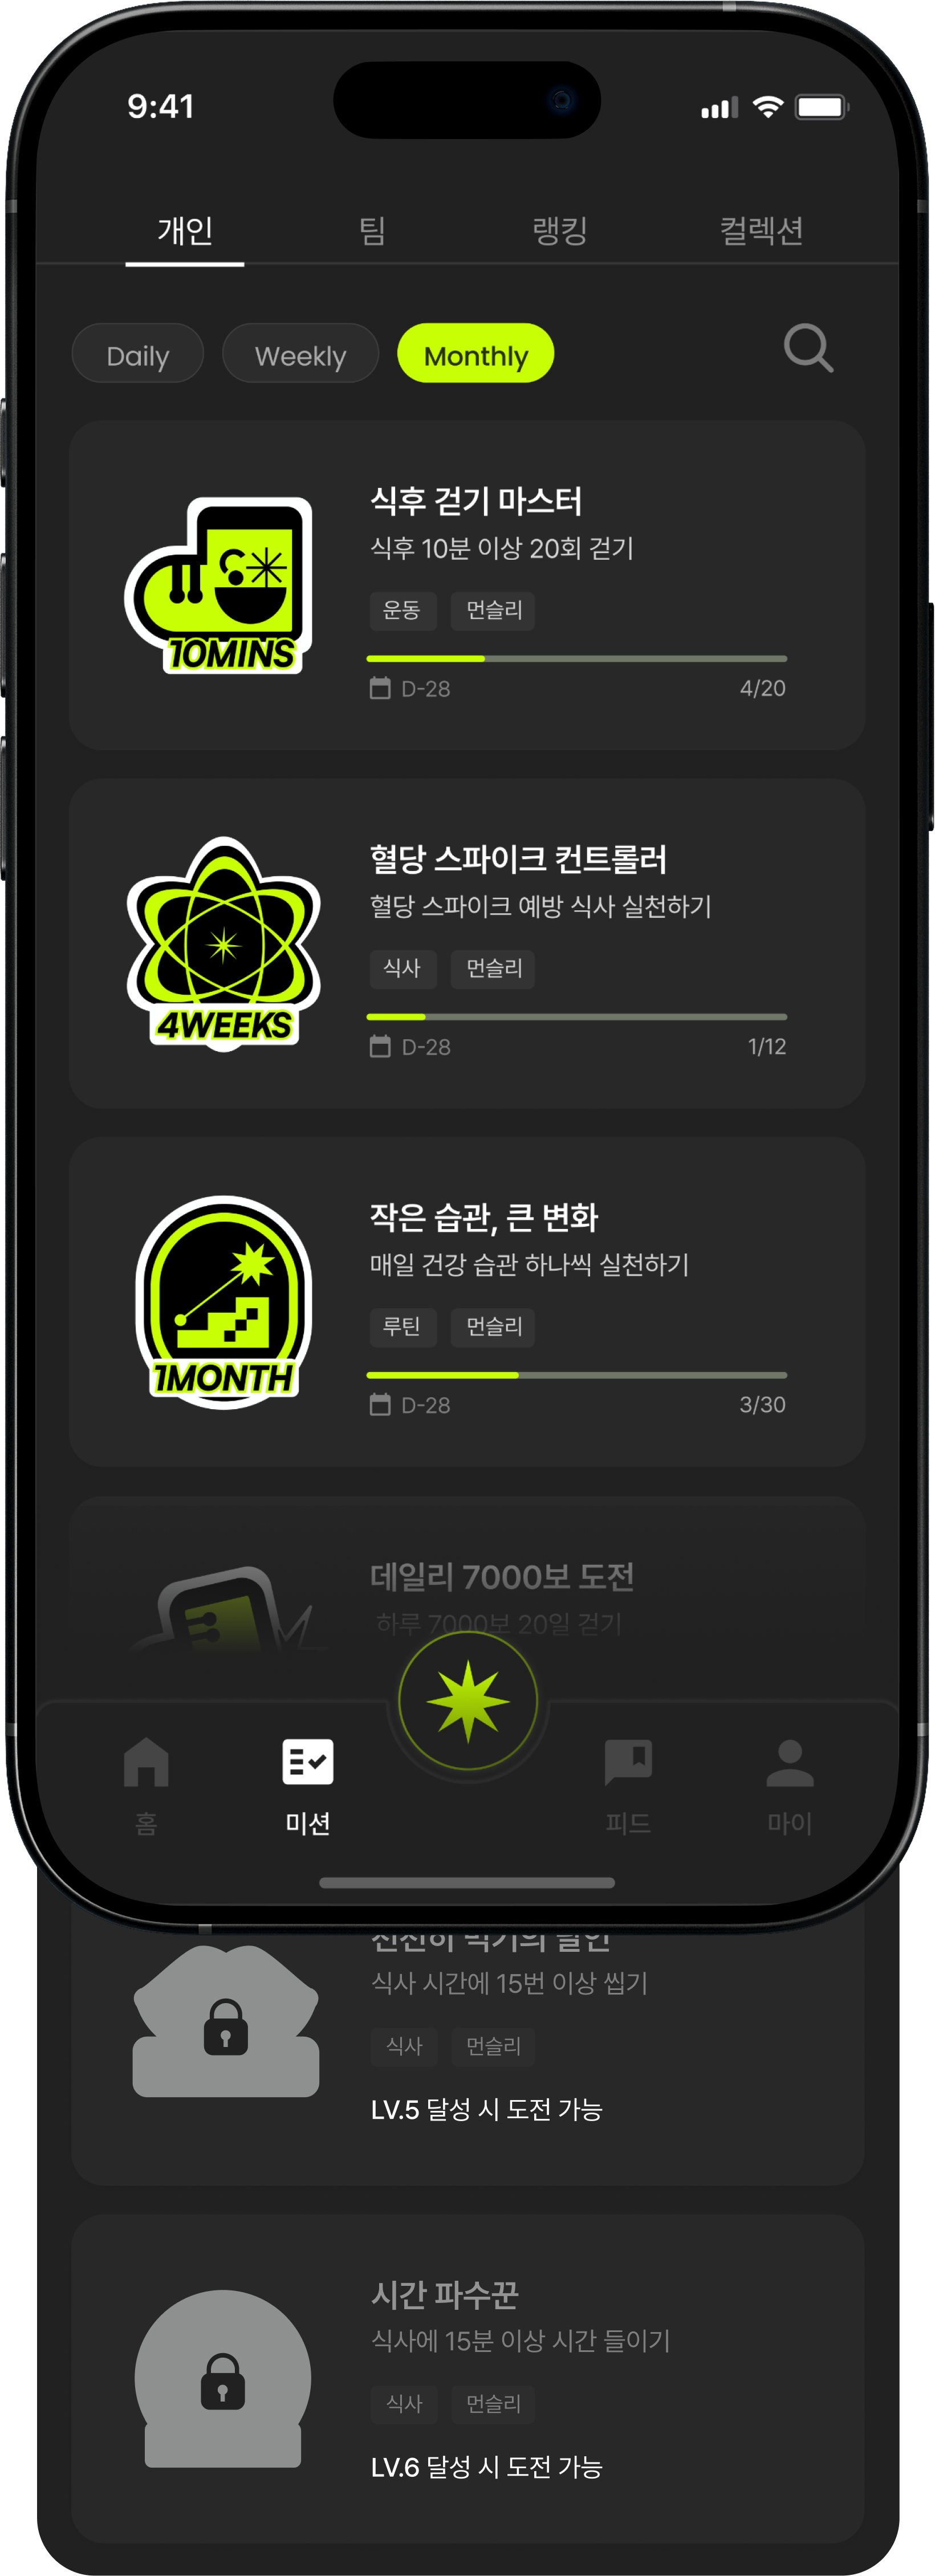 9:41
개인 팀 랭킹 컬렉션
Daily Weekly Monthly
식후 걷기 마스터
식후 10분 이상 20회 걷기
운동 먼슬리
10MINS
D-28 4/20
혈당 스파이크 컨트롤러
혈당 스파이크 예방 식사 실천하기
식사 먼슬리
4WEEKS
D-28 1/12
작은 습관, 큰 변화
매일 건강 습관 하나씩 실천하기
루틴 먼슬리
1MONTH
D-28 3/30
데일리 7000보 도전
하루 7000보 20일 걷기
홈 미션 피드 마이
천천히 먹기의 달인
식사 시간에 15번 이상 씹기
식사 먼슬리
LV.5 달성 시 도전 가능
시간 파수꾼
식사에 15분 이상 시간 들이기
식사 먼슬리
LV.6 달성 시 도전 가능